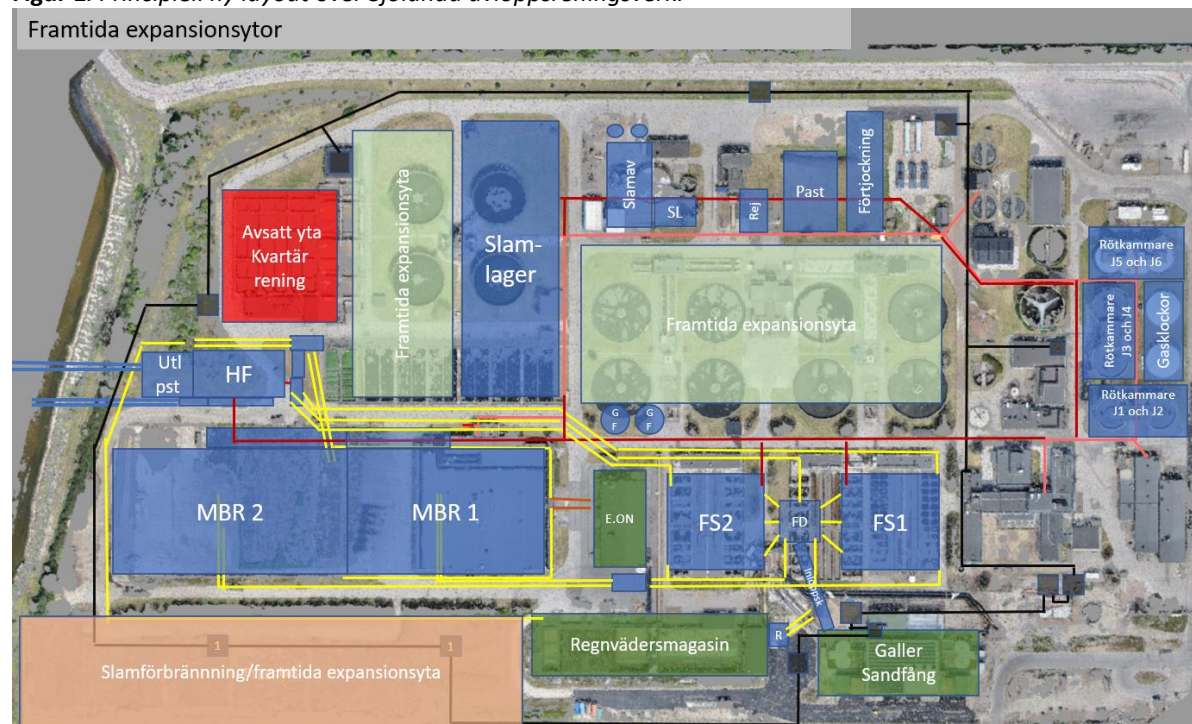 Framtida expansionsytor
Avsatt yta
Kvartär
rening
Framtida expansionsyta
Slam-
lager
Slamav
SL
Rej
Past
Förtjockning
Framtida expansionsyta
Rötkammare
J5 och J6
Rötkammare
J3 och J4
Gasklockor
Rötkammare
J1 och J2
Utl
pst
HF
G
F
G
F
MBR 2
MBR 1
E.ON
FS2
FD
FS1
Inloppsk
Regnvädersmagasin
R
Galler
Sandfång
Slamförbrännning/framtida expansionsyta
1
1